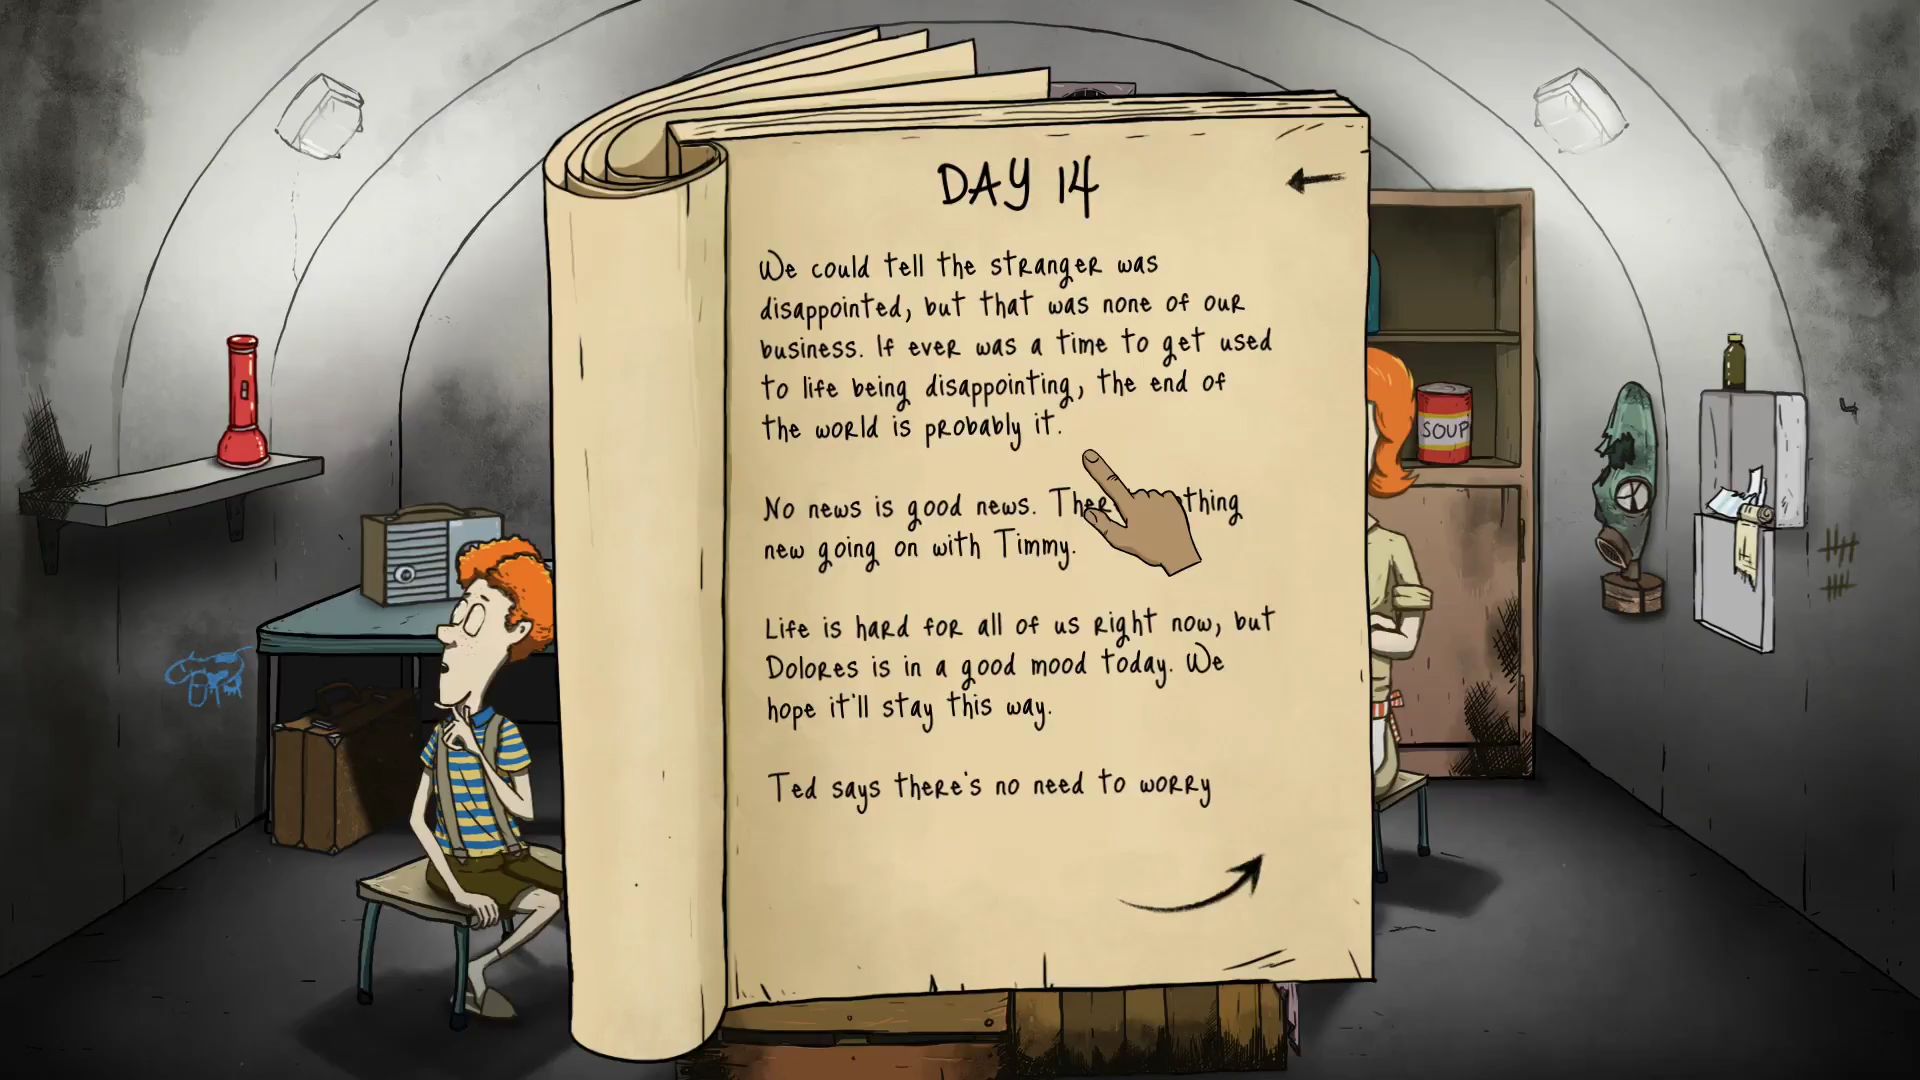 DAY 14
We could tell the stranger was
disappointed, but that was none of our
business. If ever was a time to get used
to life being disappointing, the end of
the world is probably it.
No news is good news. thing
new going on with Timmy.
Life is hard for all of us right now, but
Dolores is in a good mood today. We
hope it'll stay this way.
Ted says there's no need to worry
SOUP